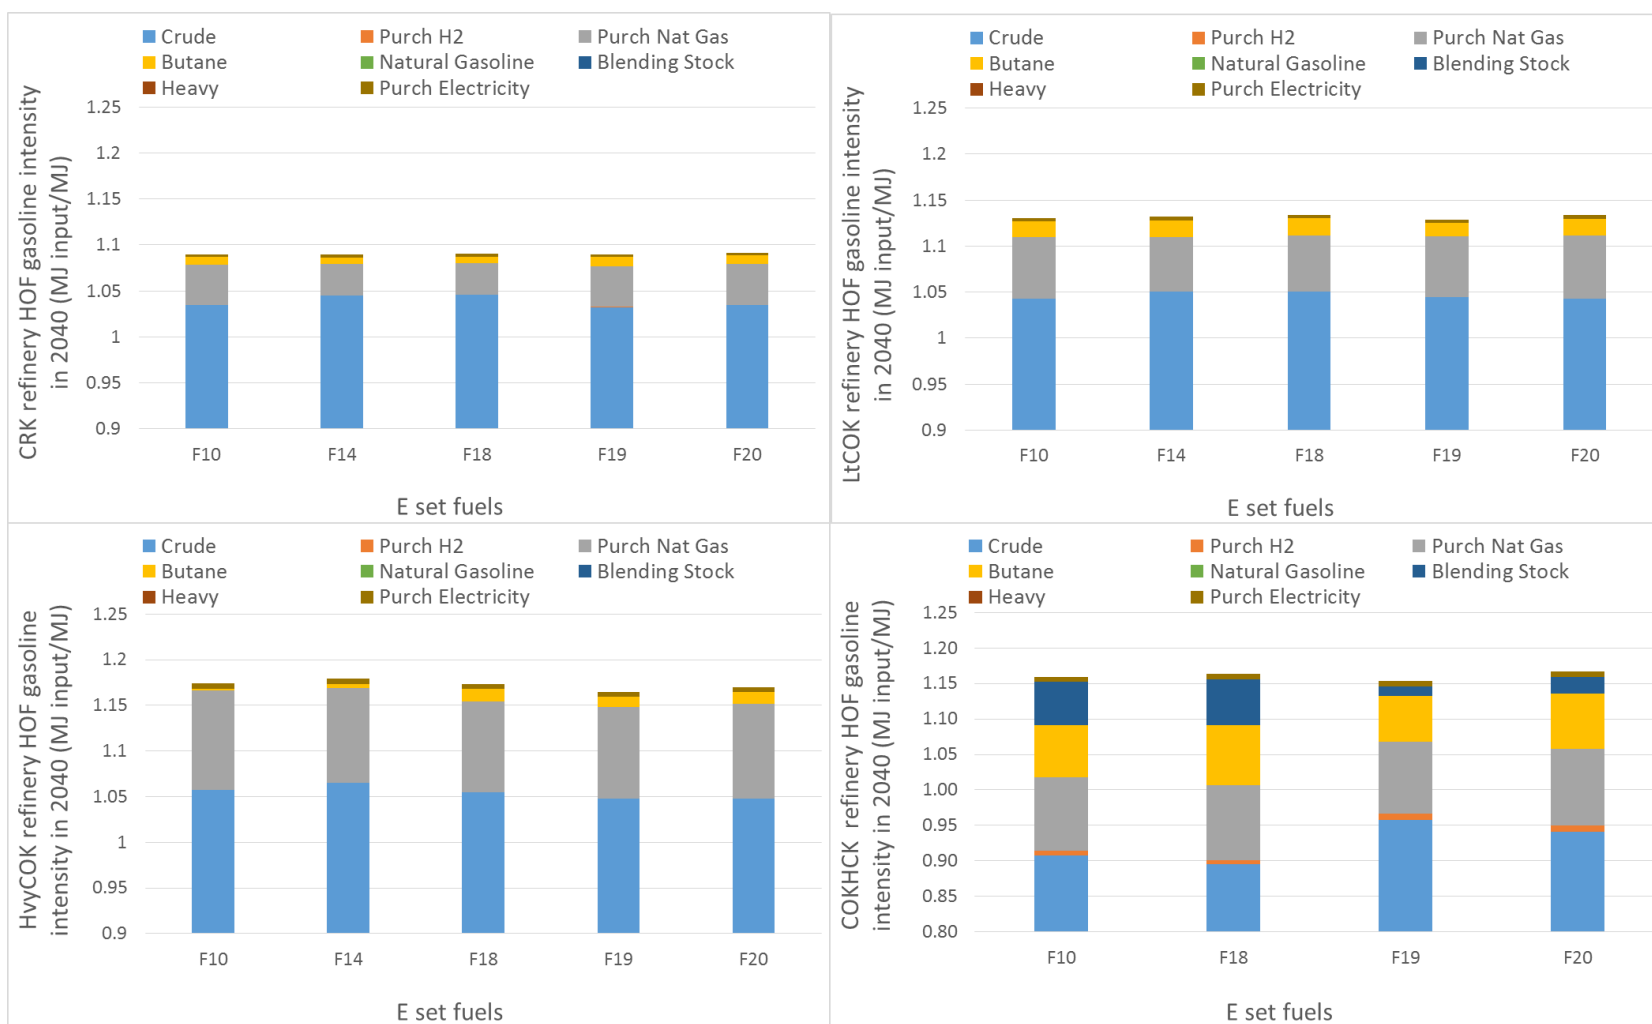 Crude Purch H2 Purch Nat Gas
Butane Natural Gasoline Blending Stock
Heavy Purch Electricity
CRK refinery HOF gasoline intensity
in 2040 (MJ input/MJ)
1.25
1.2
1.15
1.1
1.05
1
0.95
0.9
F10 F14 F18 F19 F20
E set fuels
Crude Purch H2 Purch Nat Gas
Butane Natural Gasoline Blending Stock
Heavy Purch Electricity
LtCOK refinery HOF gasoline intensity
in 2040 (MJ input/MJ)
1.25
1.2
1.15
1.1
1.05
1
0.95
0.9
F10 F14 F18 F19 F20
E set fuels
Crude Purch H2 Purch Nat Gas
Butane Natural Gasoline Blending Stock
Heavy Purch Electricity
HvyCOK refinery HOF gasoline
intensity in 2040 (MJ input/MJ)
1.25
1.2
1.15
1.1
1.05
1
0.95
0.9
F10 F14 F18 F19 F20
E set fuels
Crude Purch H2 Purch Nat Gas
Butane Natural Gasoline Blending Stock
Heavy Purch Electricity
COKHCK refinery HOF gasoline
intensity in 2040 (MJ input/MJ)
1.25
1.20
1.15
1.10
1.05
1.00
0.95
0.90
0.85
0.80
F10 F18 F19 F20
E set fuels